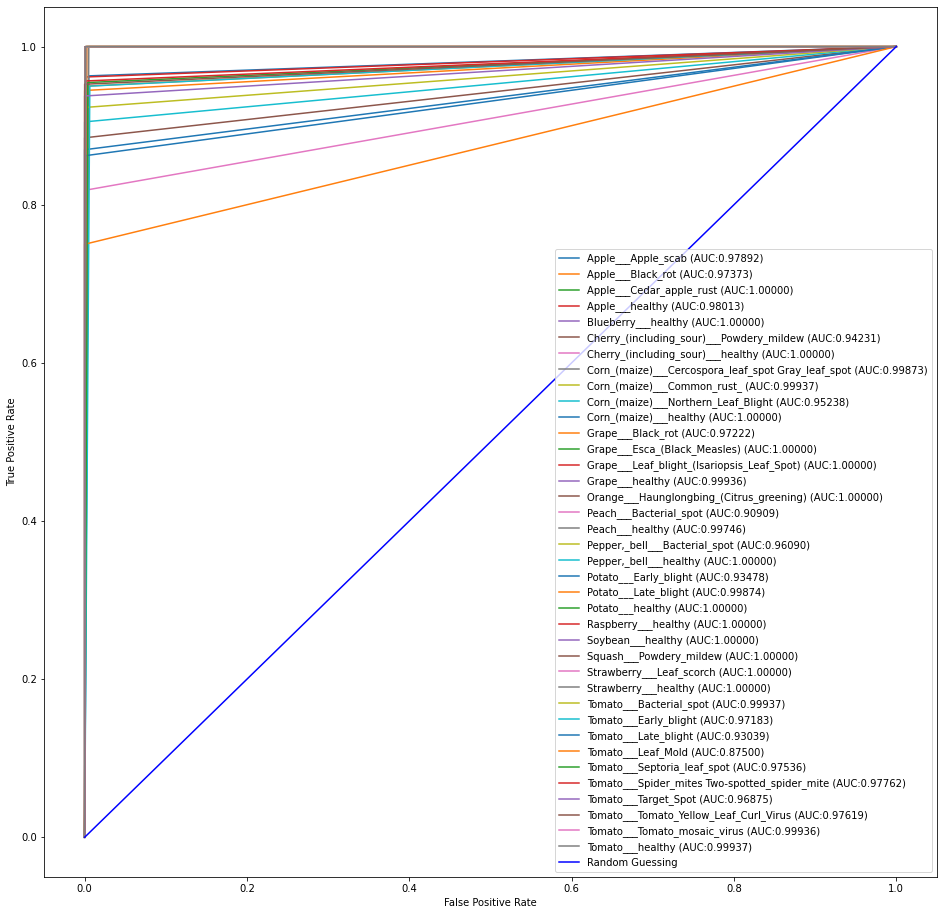 1.0
0.8
0.6
0.4
0.2
0.0
True Positive Rate
Apple___Apple_scab (AUC:0.97892)
Apple___Black_rot (AUC:0.97373)
Apple___Cedar_apple_rust (AUC:1.00000)
Apple___healthy (AUC:0.98013)
Blueberry___healthy (AUC:1.00000)
Cherry_(including_sour)___Powdery_mildew (AUC:0.94231)
Cherry_(including_sour)___healthy (AUC:1.00000)
Corn_(maize)___Cercospora_leaf_spot Gray_leaf_spot (AUC:0.99873)
Corn_(maize)___Common_rust_ (AUC:0.99937)
Corn_(maize)___Northern_Leaf_Blight (AUC:0.95238)
Corn_(maize)___healthy (AUC:1.00000)
Grape___Black_rot (AUC:0.97222)
Grape___Esca_(Black_Measles) (AUC:1.00000)
Grape___Leaf_blight_(Isariopsis_Leaf_Spot) (AUC:1.00000)
Grape___healthy (AUC:0.99936)
Orange___Haunglongbing_(Citrus_greening) (AUC:1.00000)
Peach___Bacterial_spot (AUC:0.90909)
Peach___healthy (AUC:0.99746)
Pepper,_bell___Bacterial_spot (AUC:0.96090)
Pepper,_bell___healthy (AUC:1.00000)
Potato___Early_blight (AUC:0.93478)
Potato___Late_blight (AUC:0.99874)
Potato___healthy (AUC:1.00000)
Raspberry___healthy (AUC:1.00000)
Soybean___healthy (AUC:1.00000)
Squash___Powdery_mildew (AUC:1.00000)
Strawberry___Leaf_scorch (AUC:1.00000)
Strawberry___healthy (AUC:1.00000)
Tomato___Bacterial_spot (AUC:0.99937)
Tomato___Early_blight (AUC:0.97183)
Tomato___Late_blight (AUC:0.93039)
Tomato___Leaf_Mold (AUC:0.87500)
Tomato___Septoria_leaf_spot (AUC:0.97536)
Tomato___Spider_mites Two-spotted_spider_mite (AUC:0.97762)
Tomato___Target_Spot (AUC:0.96875)
Tomato___Tomato_Yellow_Leaf_Curl_Virus (AUC:0.97619)
Tomato___Tomato_mosaic_virus (AUC:0.99936)
Tomato___healthy (AUC:0.99937)
Random Guessing
0.0 0.2 0.4 0.6 0.8 1.0
False Positive Rate